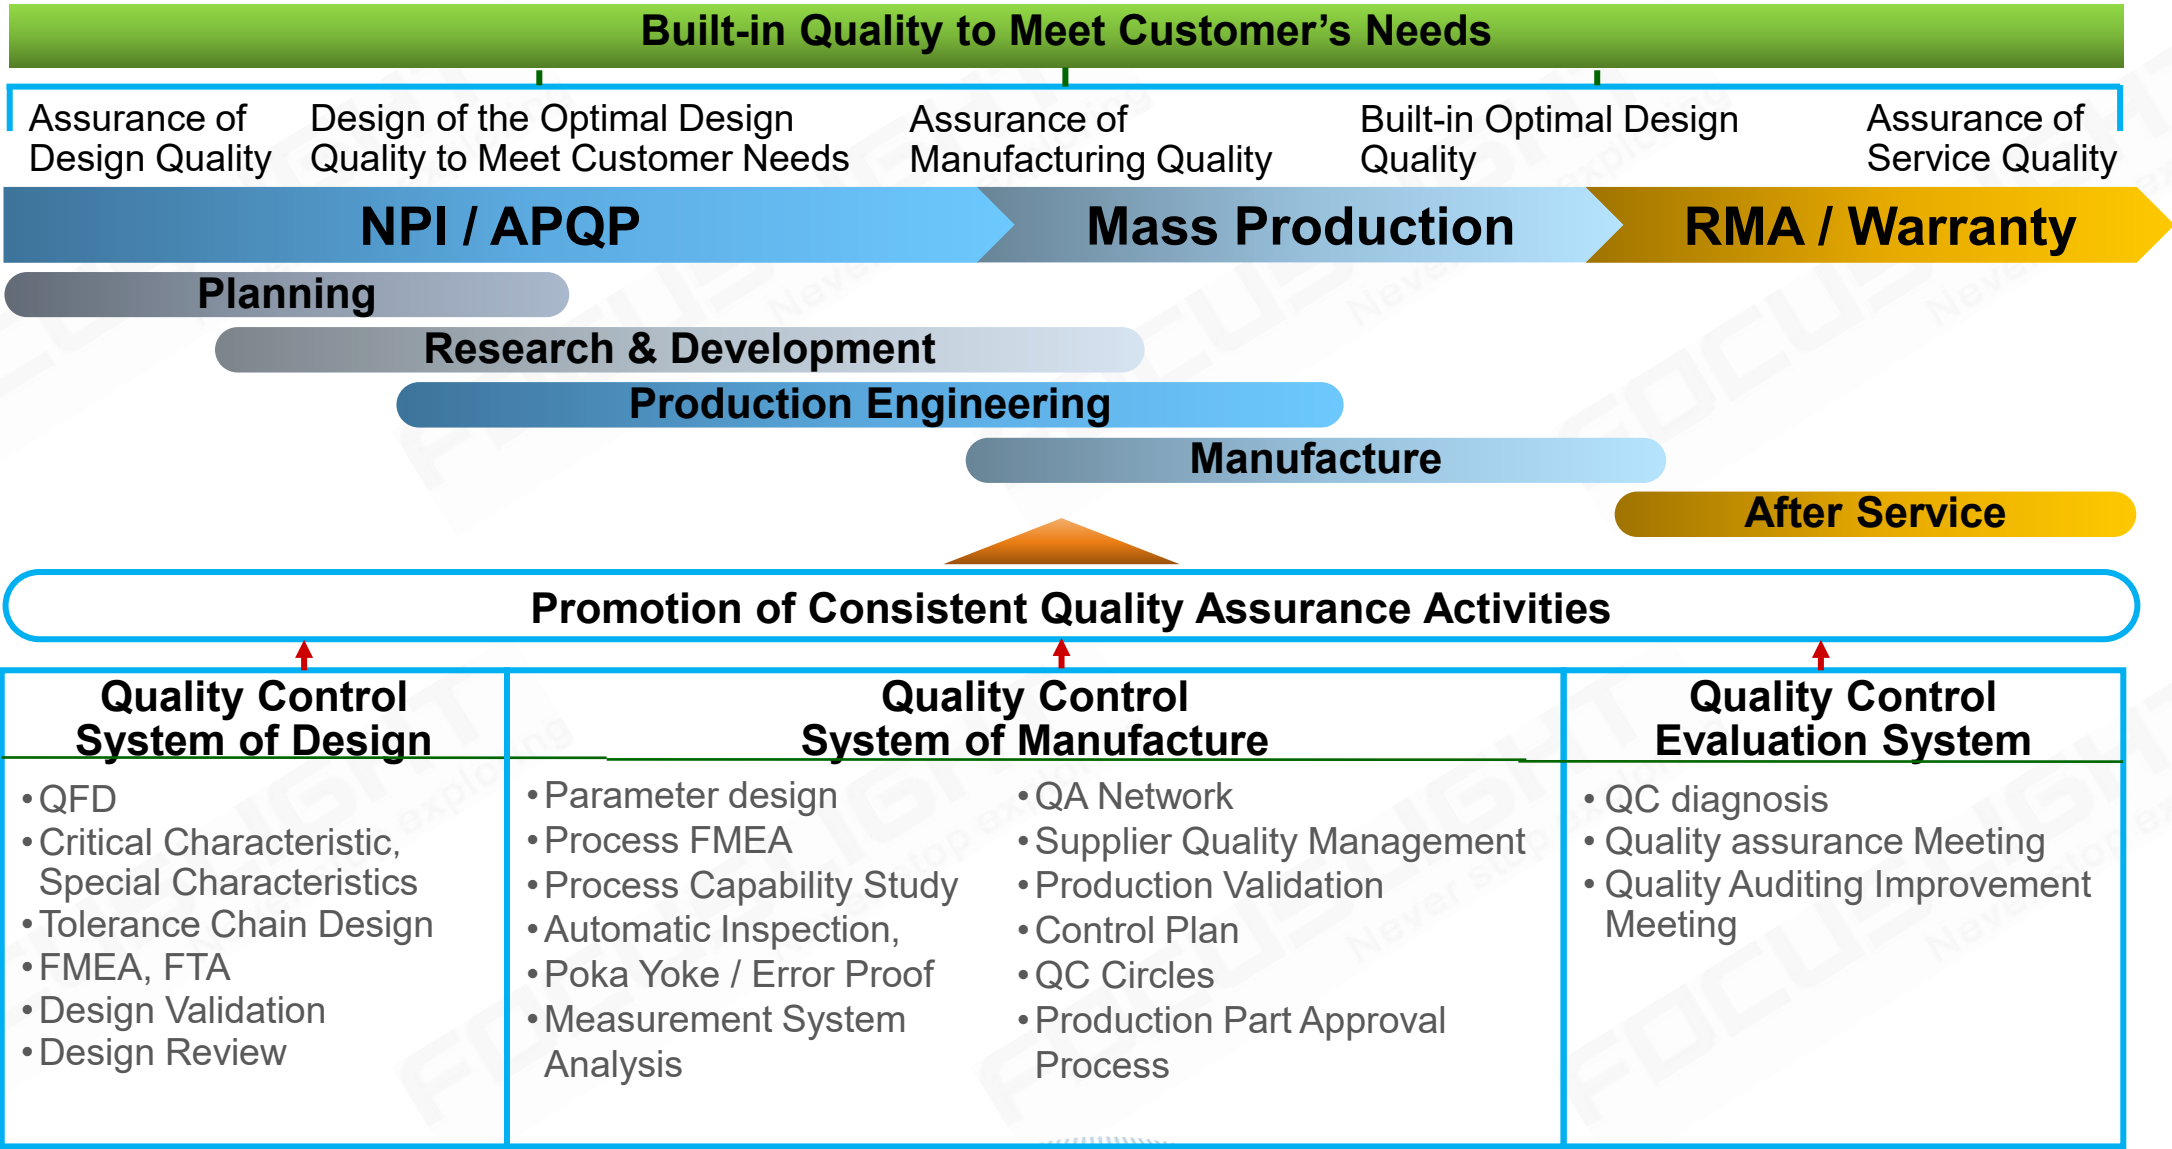 Built-in Quality to Meet Customer’s Needs
Assurance of
Design Quality
Design of the Optimal Design
Quality to Meet Customer Needs
Assurance of
Manufacturing Quality
Built-in Optimal Design
Quality
Assurance of
Service Quality
NPI / APQP
Mass Production
RMA / Warranty
Planning
Research & Development
Production Engineering
Manufacture
After Service
Promotion of Consistent Quality Assurance Activities
Quality Control
System of Design
•QFD
•Critical Characteristic,
Special Characteristics
•Tolerance Chain Design
•FMEA, FTA
•Design Validation
•Design Review
Quality Control
System of Manufacture
•Parameter design
•Process FMEA
•Process Capability Study
•Automatic Inspection,
•Poka Yoke / Error Proof
•Measurement System
Analysis
•QA Network
•Supplier Quality Management
•Production Validation
•Control Plan
•QC Circles
•Production Part Approval
Process
Quality Control
Evaluation System
• QC diagnosis
• Quality assurance Meeting
• Quality Auditing Improvement
Meeting
FOCUSLIGHT
Never stop exploring